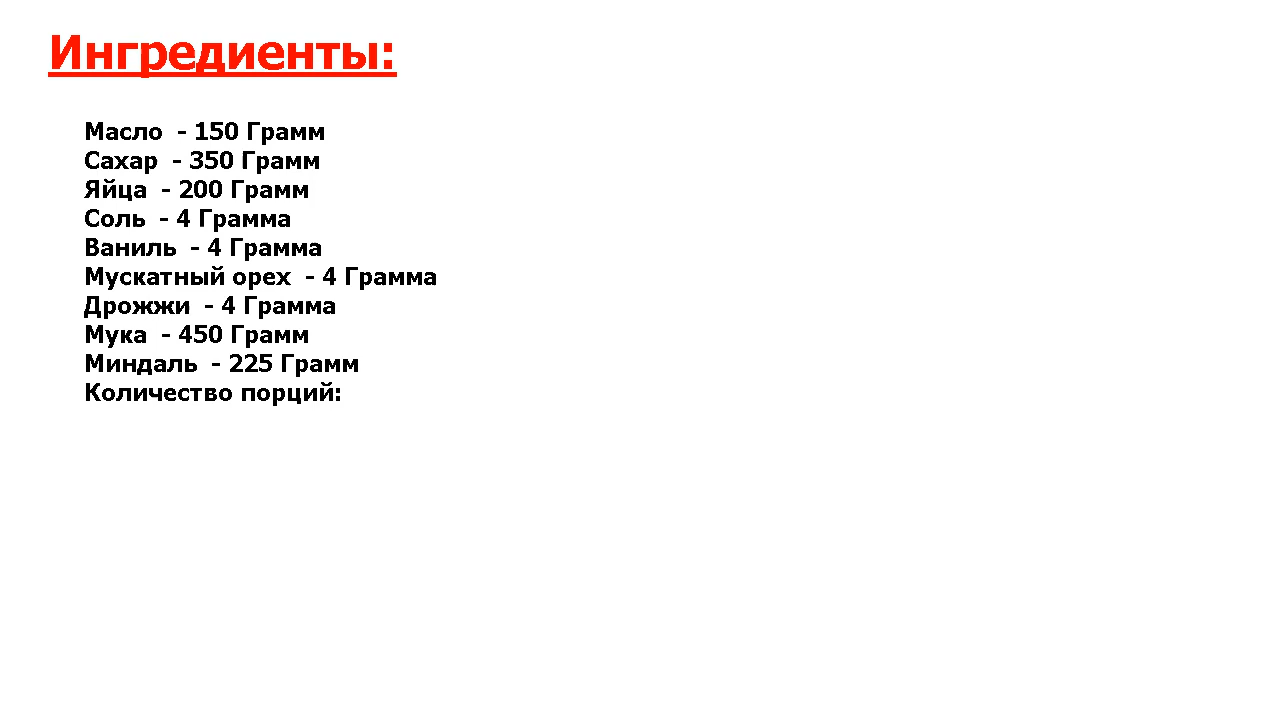 Ингредиенты:
Масло - 150 Грамм
Сахар - 350 Грамм
Яйца - 200 Грамм
Соль - 4 Грамма
Ваниль - 4 Грамма
Мускатный орех - 4 Грамма
Дрожжи - 4 Грамма
Мука - 450 Грамм
Миндаль - 225 Грамм
Количество порций: